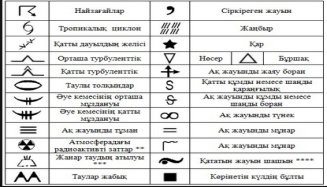 Найзағайлар
Сіркіреген жауын
Тропикалық циклон
Жаңбыр
Қатты дауылдың желісі
Қар
Орташа турбуленттік
Нөсер
Бұршақ
Қатты турбуленттік
Ақ жауынды жаяу боран
Таулы толқындар
Қатты құмды немесе шаңды
қараңғылық
Әуе кемесінің орташа
мұздануы
Ақ жауынды құмды немесе
шаңды боран
Әуе кемесінің қатты
мұздануы
Ақ жауынды түнек
Ақ жауынды тұман
Ақ жауынды мұнар
Атмосферадағы
радиоактивті заттар **
Ақ жауынды мұнар
Жанар таудың атылуы
***
Қататын жауын шашын ****
Таулар жабық
Көрінетін күлдің бұлты